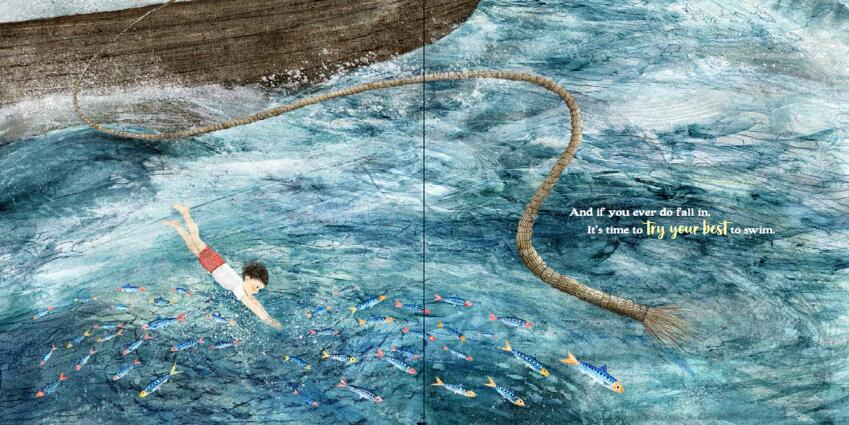 And if you ever do fall in,
It's time to try your best to swim.